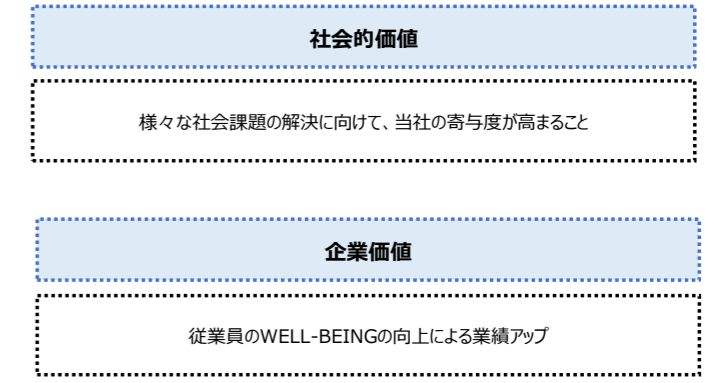 社会的価値
様々な社会課題の解決に向けて、当社の寄与度が高まること
企業価値
従業員のWELL-BEINGの向上による業績アップ